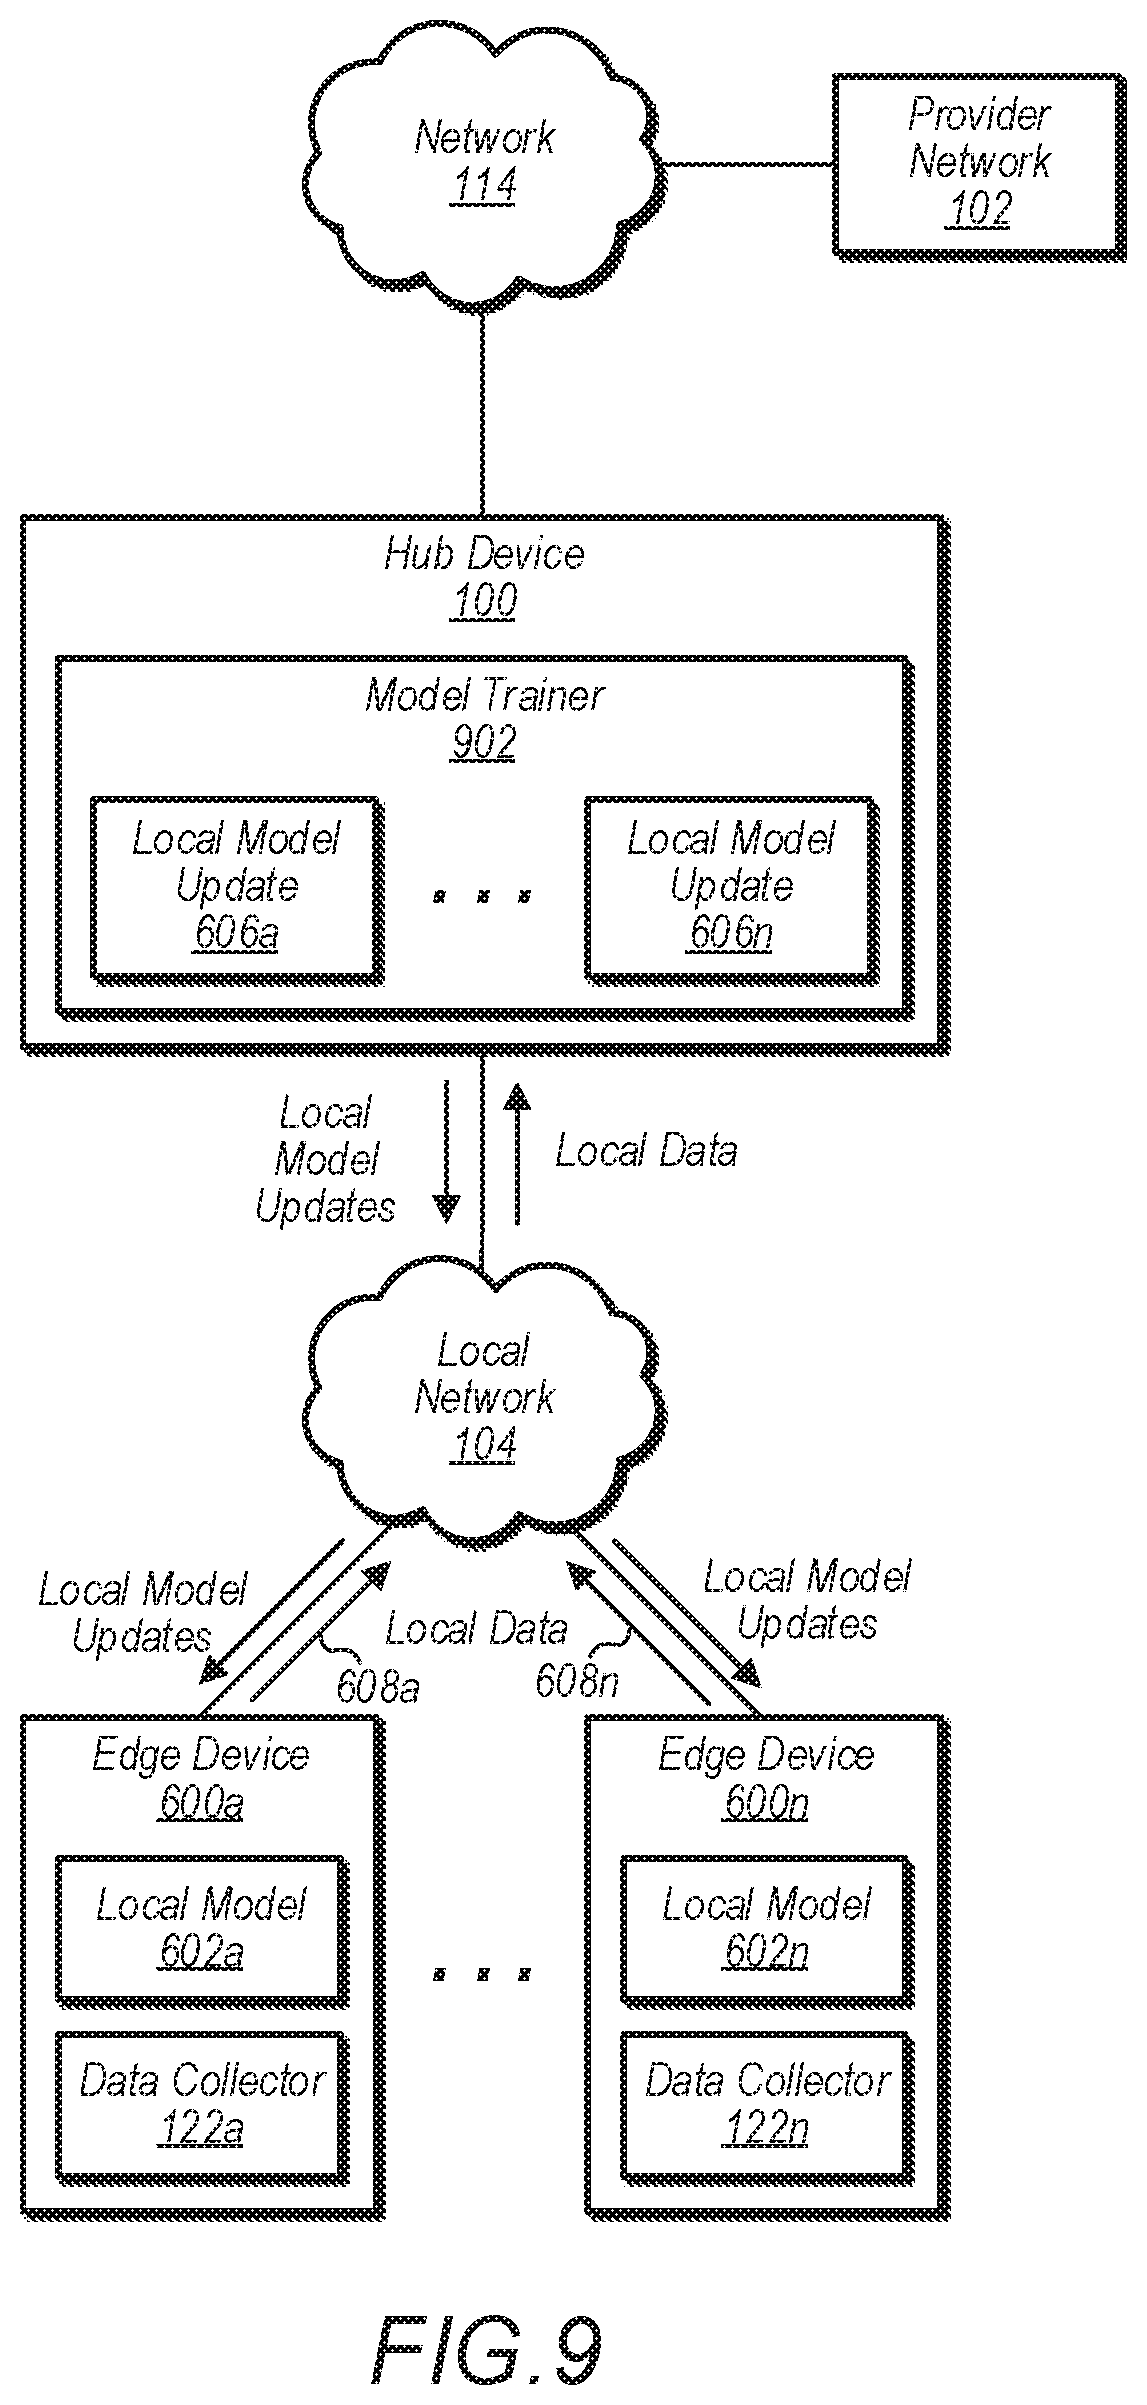 Network
114
Provider
Network
102
Hub Device
100
Model Trainer
902
Local Model
Update
606a
. . .
Local Model
Update
606n
Local
Model
Updates
Local Data
Local
Network
104
Local Model
Updates
Local Data
608a
608n
Local Model
Updates
Edge Device
600a
Local Model
602a
Data Collector
122a
. . .
Edge Device
600n
Local Model
602n
Data Collector
122n
FIG.9